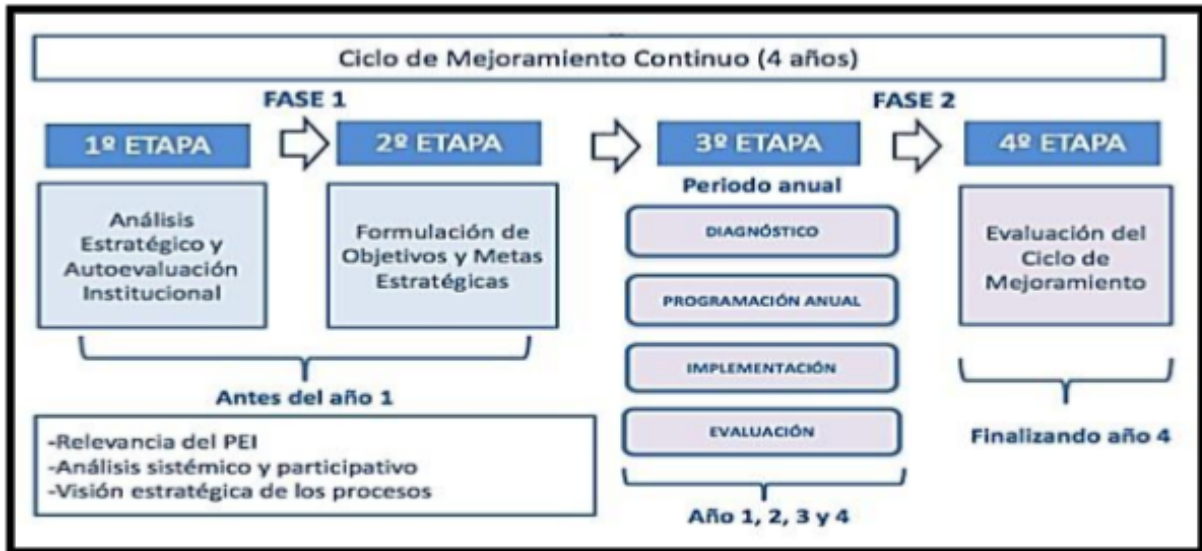 Ciclo de Mejoramiento Continuo (4 años)
FASE 1
FASE 2
1º ETAPA
2º ETAPA
3º ETAPA
4º ETAPA
Análisis
Estratégico y
Autoevaluación
Institucional
Formulación de
Objetivos y Metas
Estratégicas
Periodo anual
DIAGNÓSTICO
PROGRAMACIÓN ANUAL
IMPLEMENTACIÓN
EVALUACIÓN
Evaluación del
Ciclo de
Mejoramiento
Antes del año 1
-Relevancia del PEI
-Análisis sistémico y participativo
-Visión estratégica de los procesos
Año 1, 2, 3 y 4
Finalizando año 4